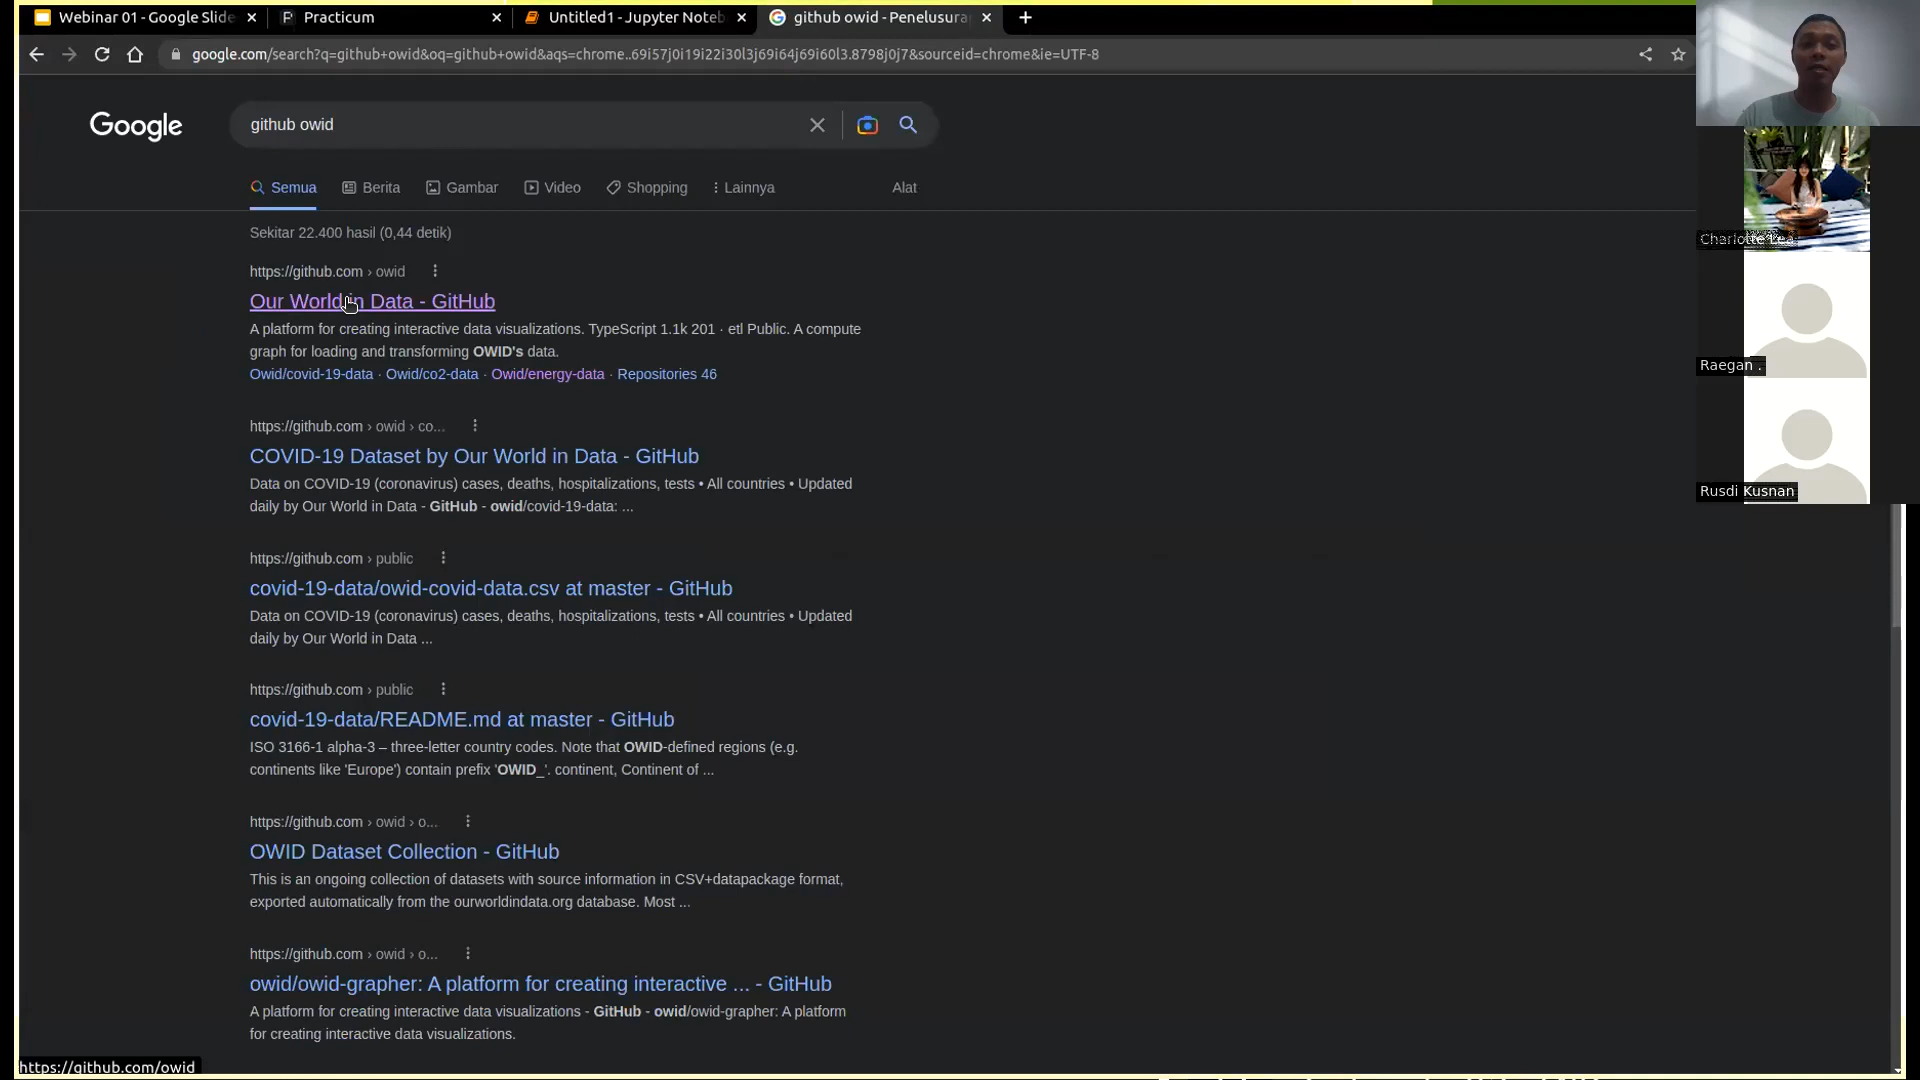 Webinar 01 - Google Slide
Practicum
Untitled1 - Jupyter Noteb
github owid - Penelusura
google.com/search?q=github+owid&oq=github+owid&aqs=chrome..69i57j0i19i22i30l3j69i64j69i60l3.8798j0j7&sourceid=chrome&ie=UTF-8
Google
github owid
Semua
Berita
Gambar
Video
Shopping
Lainnya
Alat
Sekitar 22.400 hasil (0,44 detik)
https://github.com › owid
Our World in Data - GitHub
A platform for creating interactive data visualizations. TypeScript 1.1k 201 · etl Public. A compute
graph for loading and transforming OWID's data.
Owid/covid-19-data · Owid/co2-data · Owid/energy-data · Repositories 46
https://github.com › owid › co...
COVID-19 Dataset by Our World in Data - GitHub
Data on COVID-19 (coronavirus) cases, deaths, hospitalizations, tests • All countries • Updated
daily by Our World in Data - GitHub - owid/covid-19-data: ...
https://github.com › public
covid-19-data/owid-covid-data.csv at master - GitHub
Data on COVID-19 (coronavirus) cases, deaths, hospitalizations, tests • All countries • Updated
daily by Our World in Data ...
https://github.com › public
covid-19-data/README.md at master - GitHub
ISO 3166-1 alpha-3 – three-letter country codes. Note that OWID-defined regions (e.g.
continents like 'Europe') contain prefix 'OWID_'. continent, Continent of ...
https://github.com › owid › o...
OWID Dataset Collection - GitHub
This is an ongoing collection of datasets with source information in CSV+datapackage format,
exported automatically from the ourworldindata.org database. Most ...
https://github.com › owid › o...
owid/owid-grapher: A platform for creating interactive ... - GitHub
A platform for creating interactive data visualizations - GitHub - owid/owid-grapher: A platform
for creating interactive data visualizations.
https://github.com/owid
Charlotte Lea
Raegan .
Rusdi Kusnan